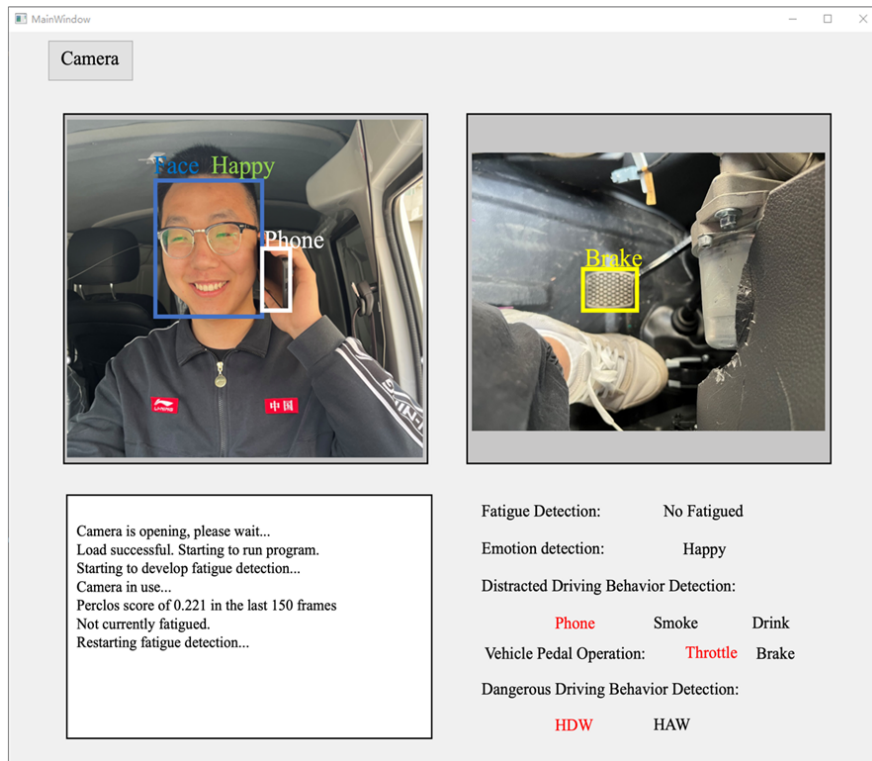 MainWindow
Camera
Face Happy
Phone
Brake
LI-NING
中国
Camera is opening, please wait...
Load successful. Starting to run program.
Starting to develop fatigue detection...
Camera in use...
Perclos score of 0.221 in the last 150 frames
Not currently fatigued.
Restarting fatigue detection...
Fatigue Detection: No Fatigued
Emotion detection: Happy
Distracted Driving Behavior Detection:
Phone Smoke Drink
Vehicle Pedal Operation: Throttle Brake
Dangerous Driving Behavior Detection:
HDW HAW